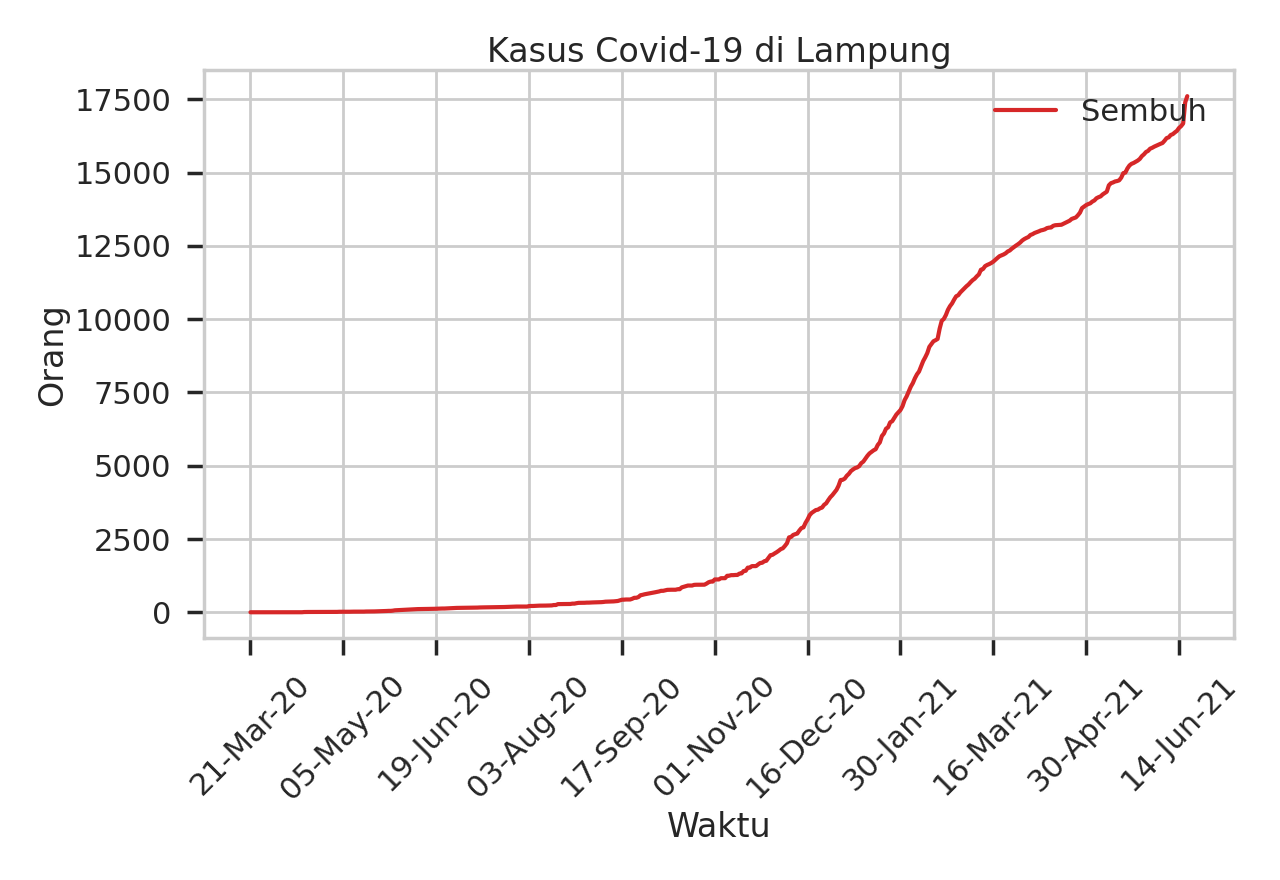 Kasus Covid-19 di Lampung
Sembuh
17500
15000
12500
10000
7500
5000
2500
0
Orang
21-Mar-20
05-May-20
19-Jun-20
03-Aug-20
17-Sep-20
01-Nov-20
16-Dec-20
30-Jan-21
16-Mar-21
30-Apr-21
14-Jun-21
Waktu